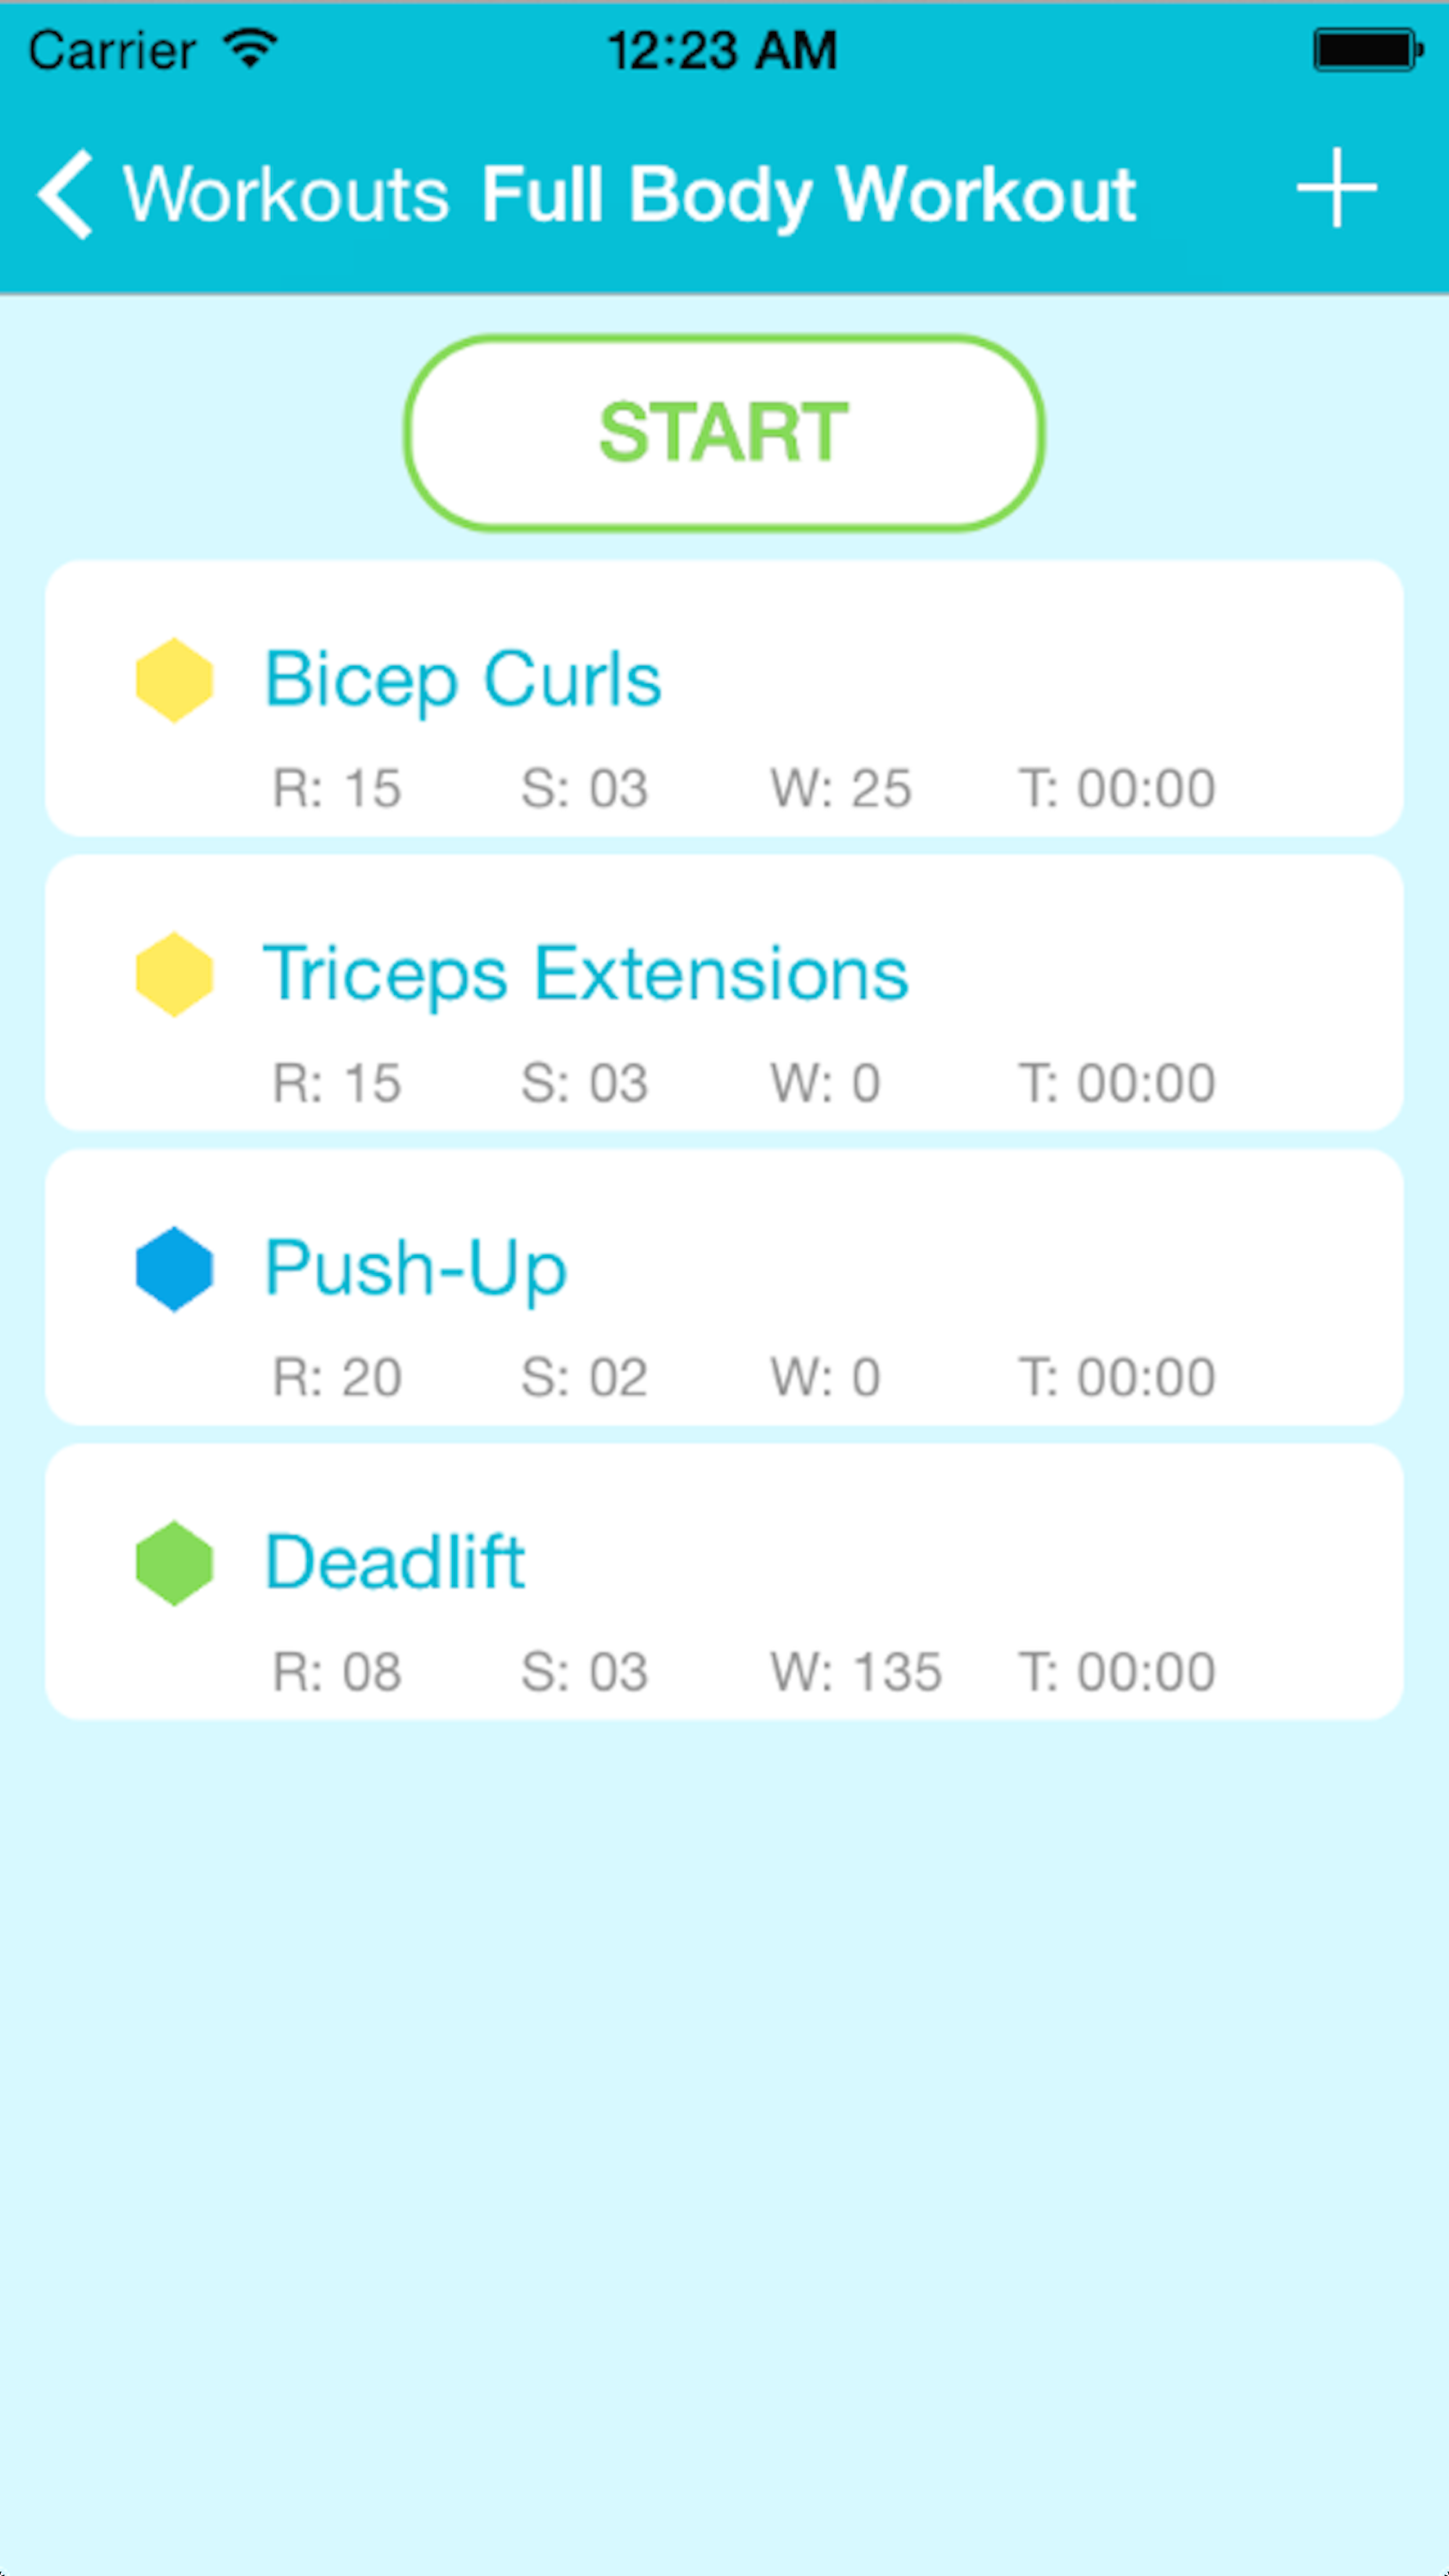 Carrier 12:23 AM
Workouts Full Body Workout
START
Bicep Curls
R: 15 S: 03 W: 25 T: 00:00
Triceps Extensions
R: 15 S: 03 W: 0 T: 00:00
Push-Up
R: 20 S: 02 W: 0 T: 00:00
Deadlift
R: 08 S: 03 W: 135 T: 00:00